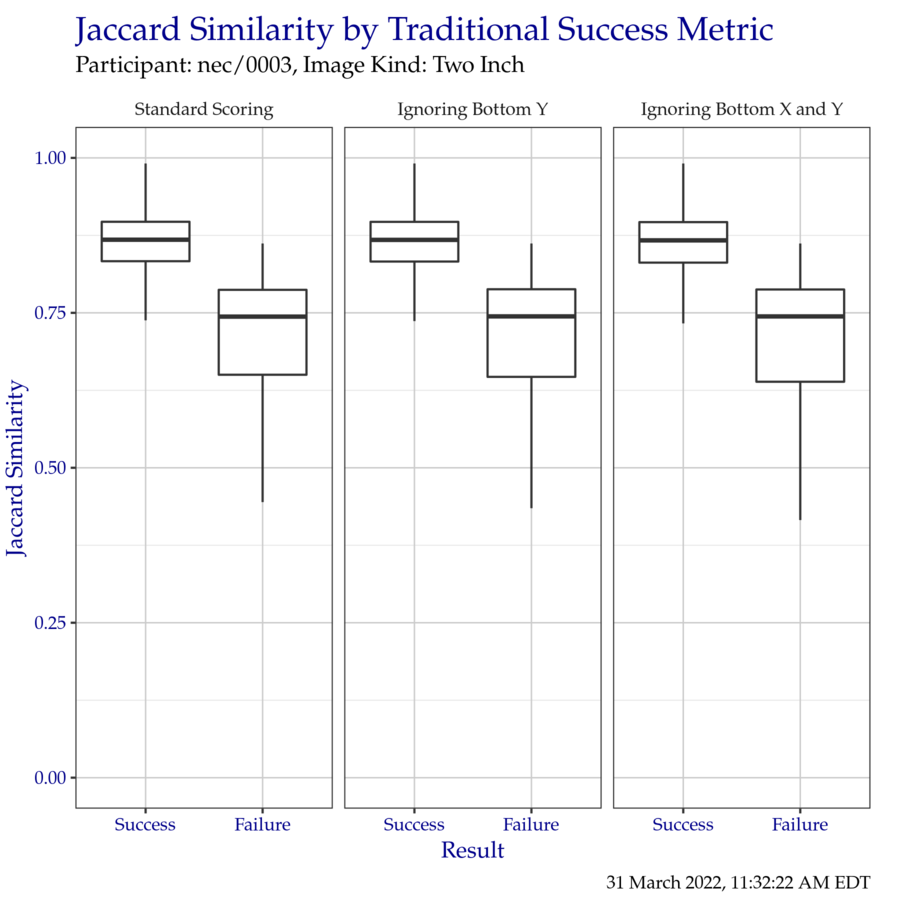 Jaccard Similarity by Traditional Success Metric
Participant: nec/0003, Image Kind: Two Inch
Standard Scoring
Ignoring Bottom Y
Ignoring Bottom X and Y
Jaccard Similarity
1.00
0.75
0.50
0.25
0.00
Success
Failure
Success
Failure
Success
Failure
Result
31 March 2022, 11:32:22 AM EDT